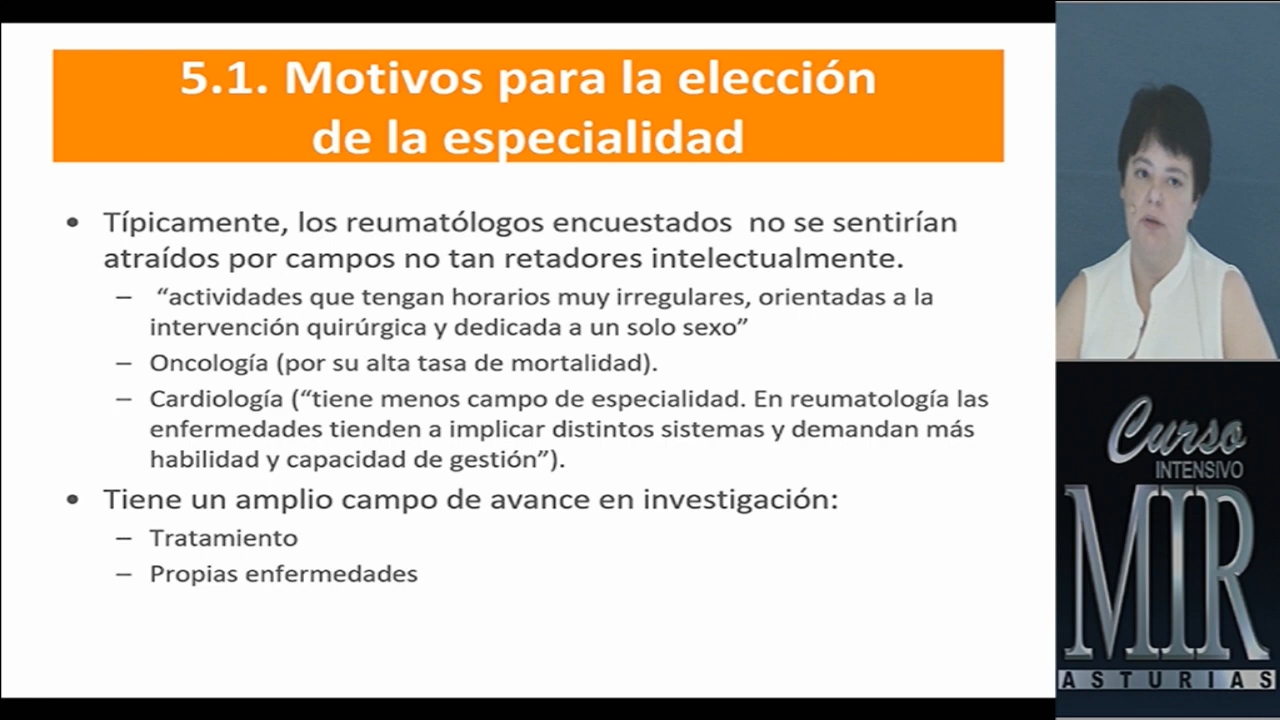 5.1. Motivos para la elección
de la especialidad
• Típicamente, los reumatólogos encuestados no se sentirían
atraídos por campos no tan retadores intelectualmente.
– “actividades que tengan horarios muy irregulares, orientadas a la
intervención quirúrgica y dedicada a un solo sexo”
– Oncología (por su alta tasa de mortalidad).
– Cardiología (“tiene menos campo de especialidad. En reumatología las
enfermedades tienden a implicar distintos sistemas y demandan más
habilidad y capacidad de gestión”).
• Tiene un amplio campo de avance en investigación:
– Tratamiento
– Propias enfermedades
Curso
INTENSIVO
MIR
ASTURIAS